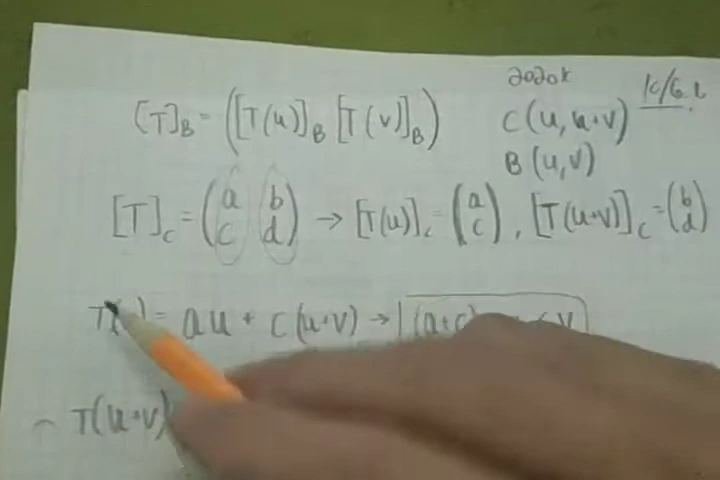 [T]_B = ([T(u)]_B [T(v)]_B)
C(u, u+v)
B(u,v)
[T]_C = (a b
c d) → [T(u)]_C = (a
c), [T(u+v)]_C = (b
d)
= au + c(u+v) → (a+c)
T(u+v)